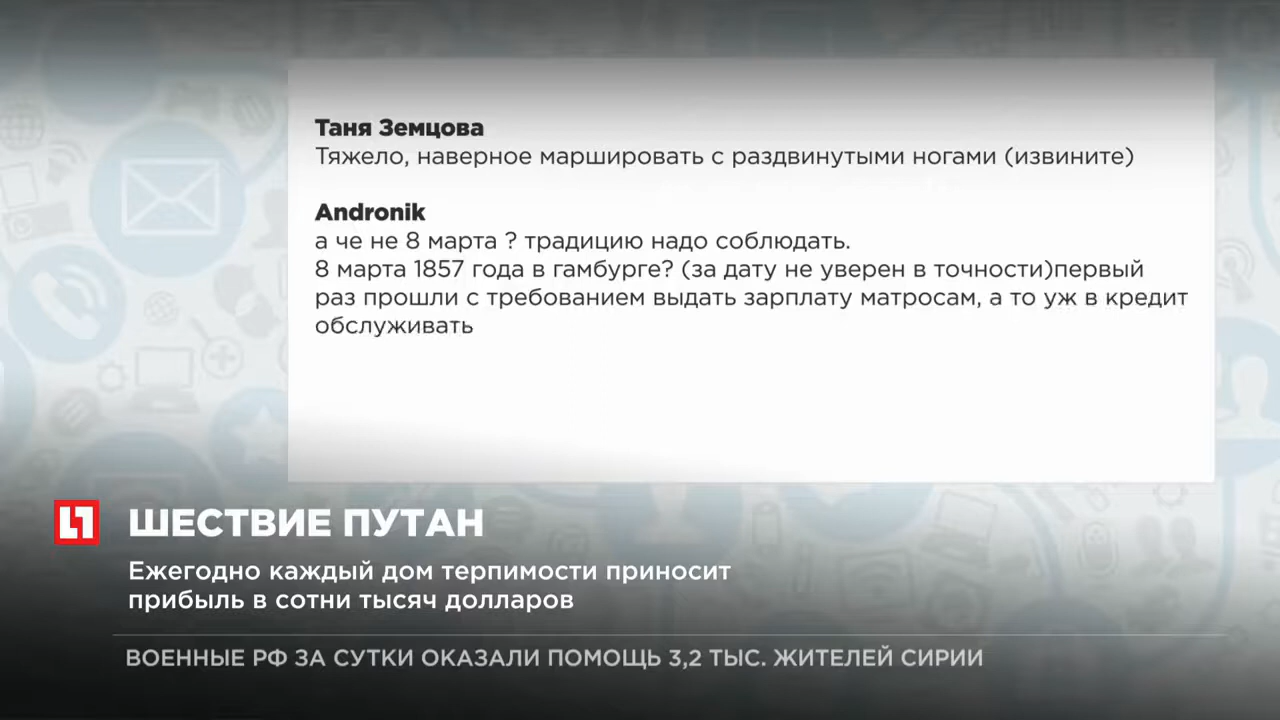 Таня Земцова
Тяжело, наверное маршировать с раздвинутыми ногами (извините)
Andronik
а че не 8 марта ? традицию надо соблюдать.
8 марта 1857 года в гамбурге? (за дату не уверен в точности)первый
раз прошли с требованием выдать зарплату матросам, а то уж в кредит
обслуживать
ШЕСТВИЕ ПУТАН
Ежегодно каждый дом терпимости приносит
прибыль в сотни тысяч долларов
ВОЕННЫЕ РФ ЗА СУТКИ ОКАЗАЛИ ПОМОЩЬ 3,2 ТЫС. ЖИТЕЛЕЙ СИРИИ